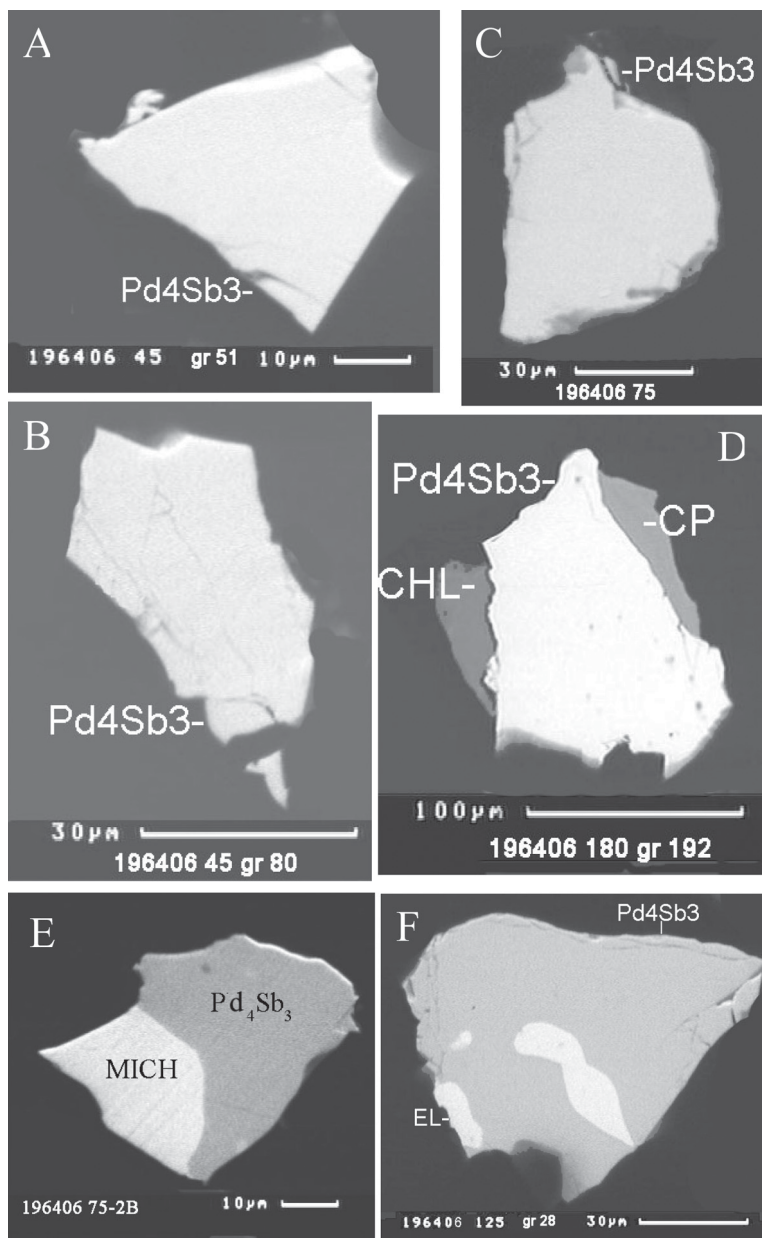 A
Pd4Sb3-
196406 45 gr 51 10µm
C
-Pd4Sb3
30µm
196406 75
B
Pd4Sb3-
30µm
196406 45 gr 80
D
Pd4Sb3-
-CP
CHL-
100µm
196406 180 gr 192
E
Pd4Sb3
MICH
196406 75-2B 10µm
F
Pd4Sb3
EL-
196406 125 gr 28 30µm